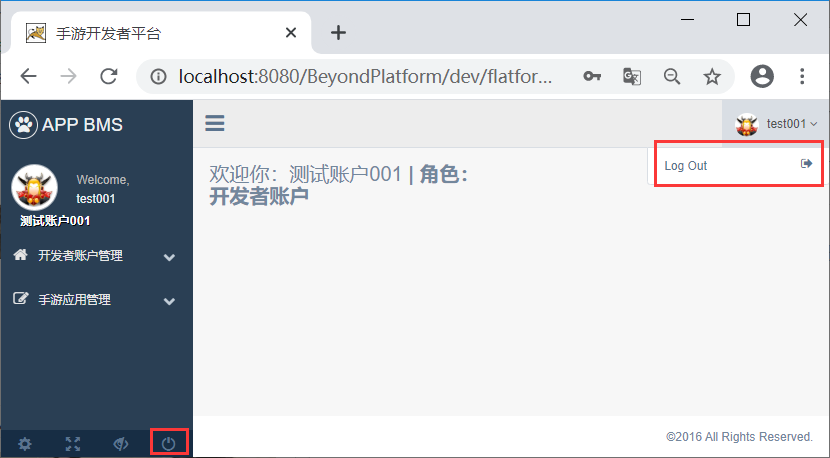 手游开发者平台
localhost:8080/BeyondPlatform/dev/flatfor...
APP BMS
test001
Log Out
Welcome,
test001
测试账户001
欢迎你：测试账户001 | 角色：
开发者账户
开发者账户管理
手游应用管理
©2016 All Rights Reserved.